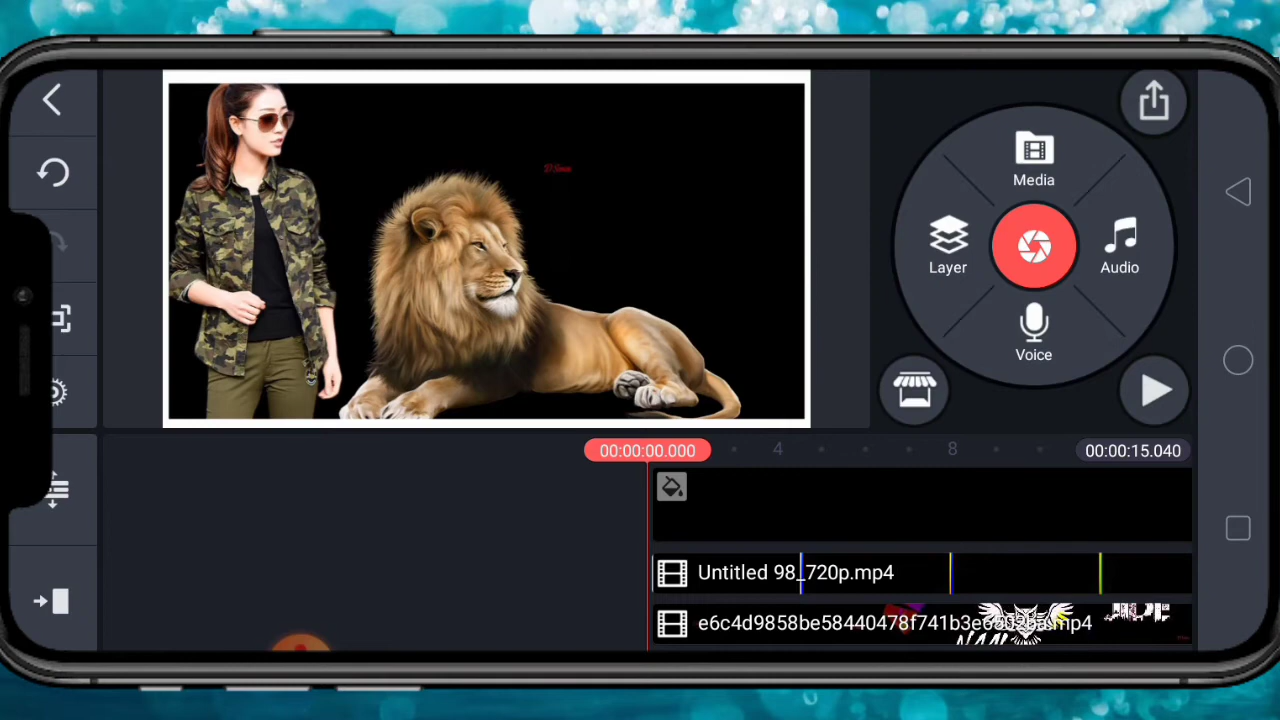 Media
Layer
Audio
Voice
00:00:00.000
4
8
00:00:15.040
Untitled 98_720p.mp4